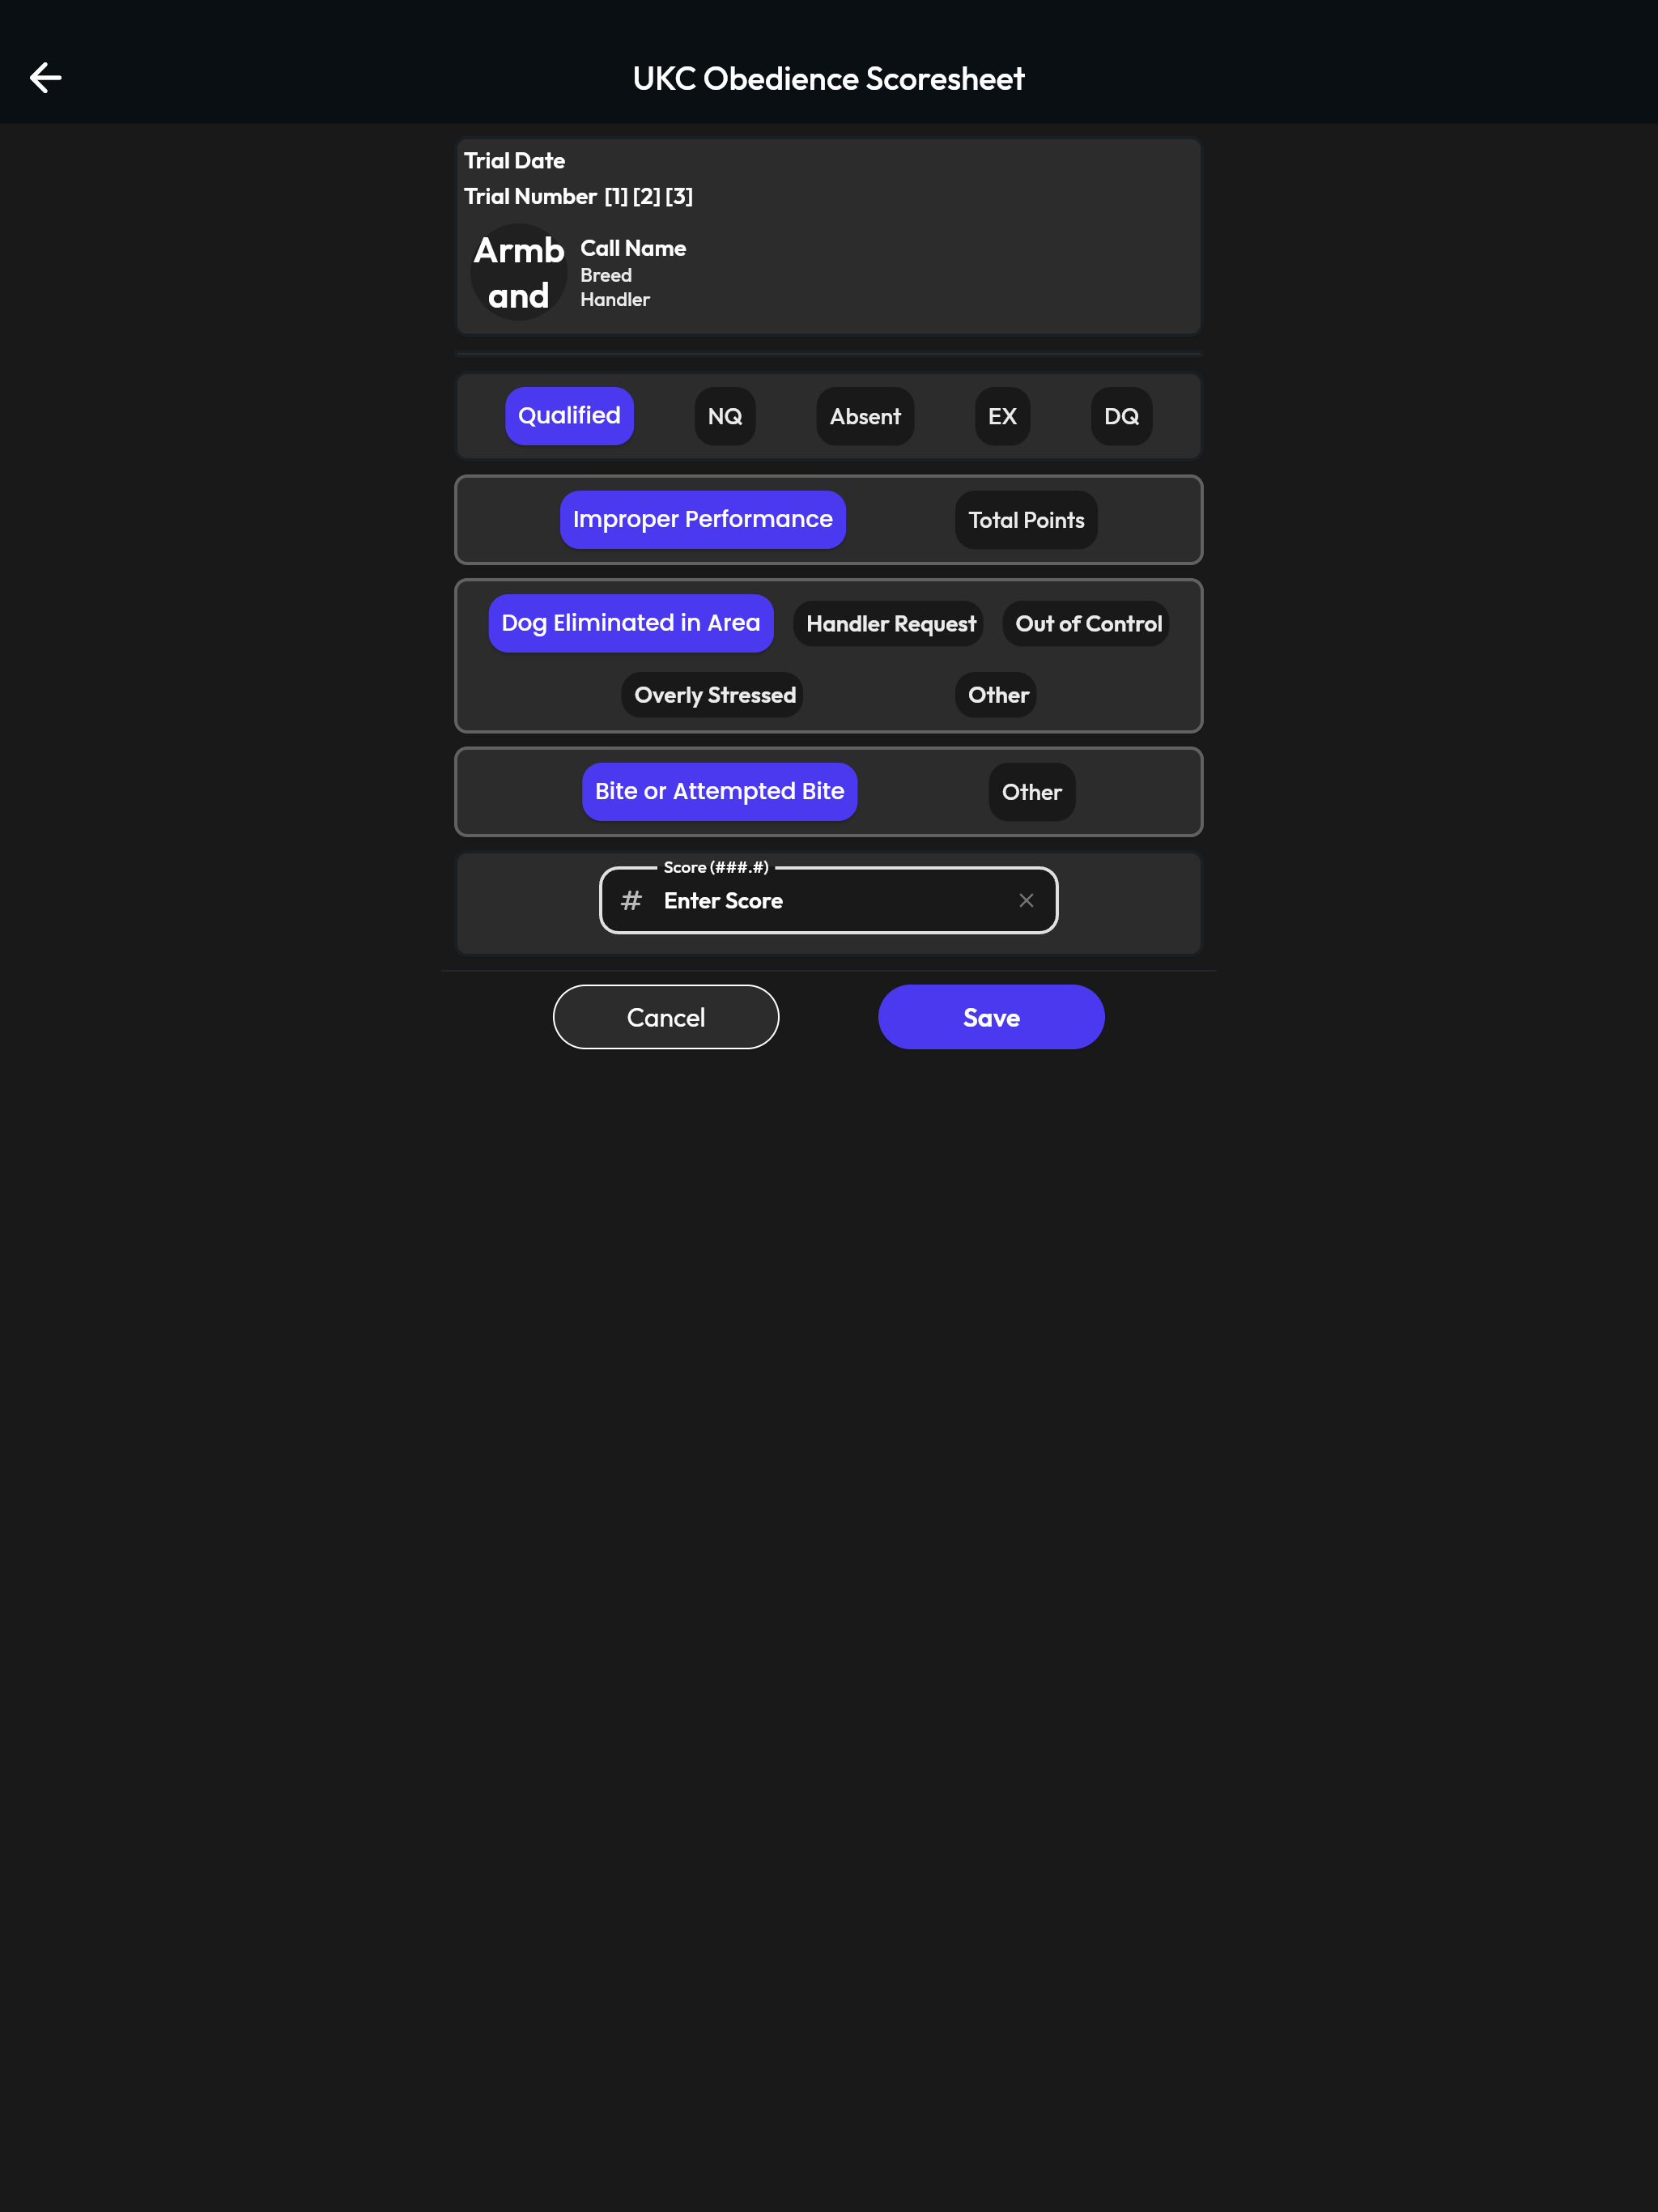 UKC Obedience Scoresheet
Trial Date
Trial Number [1] [2] [3]
Armb
and
Call Name
Breed
Handler
Qualified NQ Absent EX DQ
Improper Performance Total Points
Dog Eliminated in Area Handler Request Out of Control
Overly Stressed Other
Bite or Attempted Bite Other
Score (###.#)
# Enter Score
Cancel Save